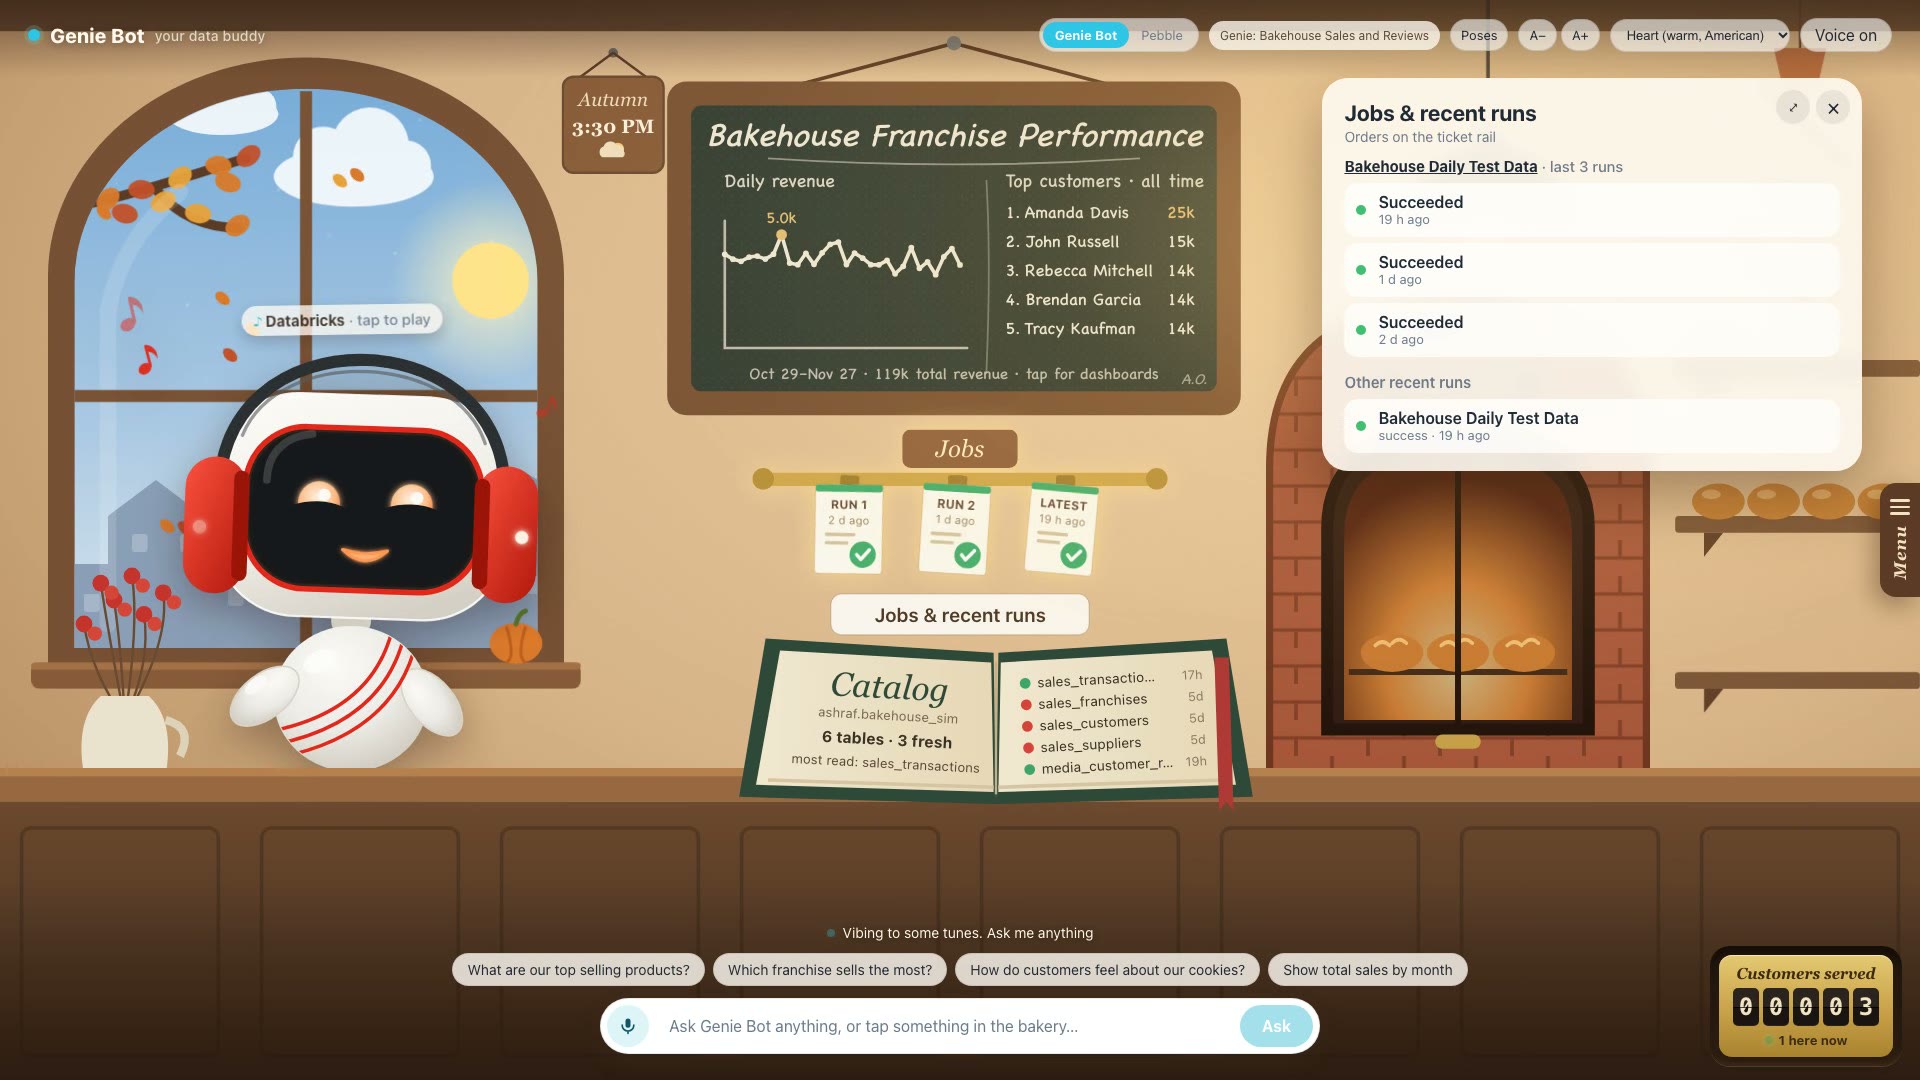 Genie Bot your data buddy
Genie Bot Pebble Genie: Bakehouse Sales and Reviews Poses A− A+ Heart (warm, American) Voice on
Autumn
3:30 PM
Bakehouse Franchise Performance
Daily revenue
5.0k
Top customers · all time
1. Amanda Davis 25k
2. John Russell 15k
3. Rebecca Mitchell 14k
4. Brendan Garcia 14k
5. Tracy Kaufman 14k
Oct 29–Nov 27 · 119k total revenue · tap for dashboards
A.O.
Jobs & recent runs
Orders on the ticket rail
Bakehouse Daily Test Data · last 3 runs
Succeeded
19 h ago
Succeeded
1 d ago
Succeeded
2 d ago
Other recent runs
Bakehouse Daily Test Data
success · 19 h ago
♪ Databricks · tap to play
Jobs
RUN 1
2 d ago
RUN 2
1 d ago
LATEST
19 h ago
Jobs & recent runs
Catalog
ashraf.bakehouse_sim
6 tables · 3 fresh
most read: sales_transactions
sales_transactio... 17h
sales_franchises 5d
sales_customers 5d
sales_suppliers 5d
media_customer_r... 19h
Menu
Vibing to some tunes. Ask me anything
What are our top selling products? Which franchise sells the most? How do customers feel about our cookies? Show total sales by month
Ask Genie Bot anything, or tap something in the bakery... Ask
Customers served
0 0 0 0 3
1 here now